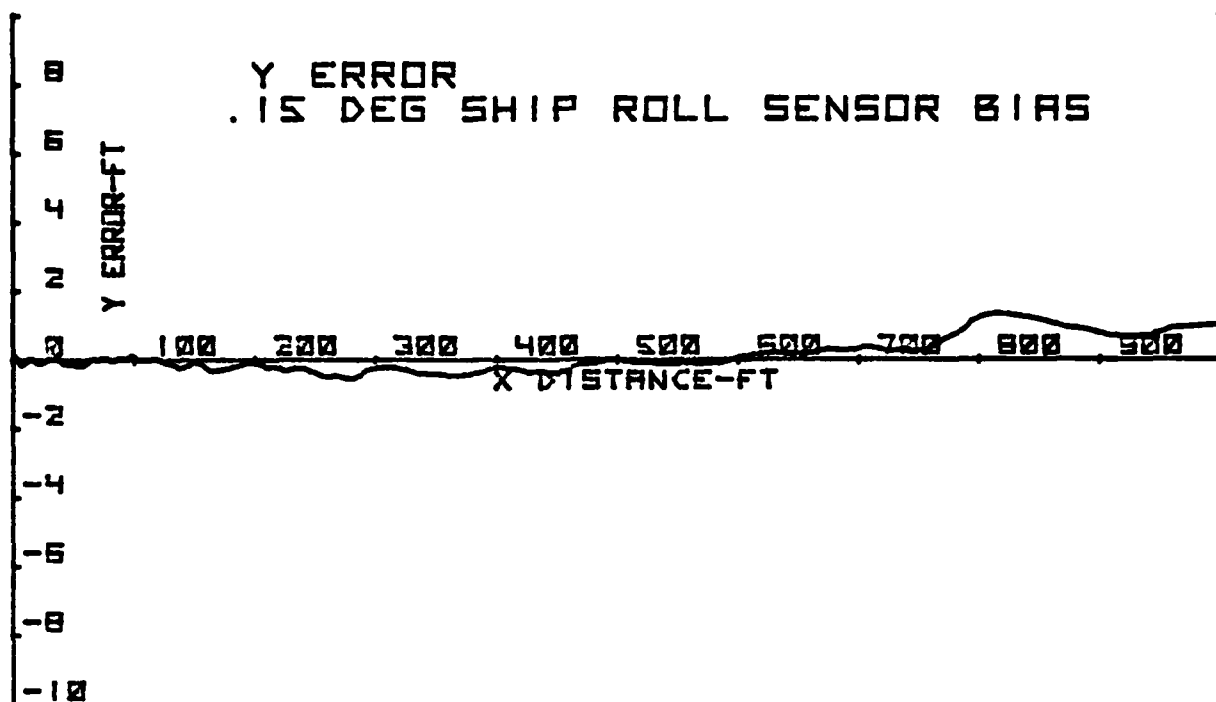 Y ERROR
.15 DEG SHIP ROLL SENSOR BIAS
8
6
4
2
0
Y ERROR-FT
100 200 300 400 500 600 700 800 900
X DISTANCE-FT
-2
-4
-6
-8
-10